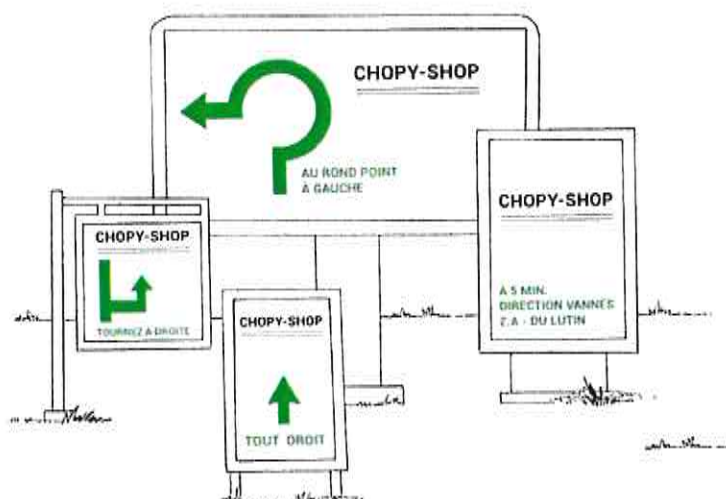 CHOPY-SHOP
AU ROND POINT
À GAUCHE
CHOPY-SHOP
À 5 MIN.
DIRECTION VANNES
Z.A - DU LUTIN
CHOPY-SHOP
TOURNEZ À DROITE
CHOPY-SHOP
TOUT DROIT